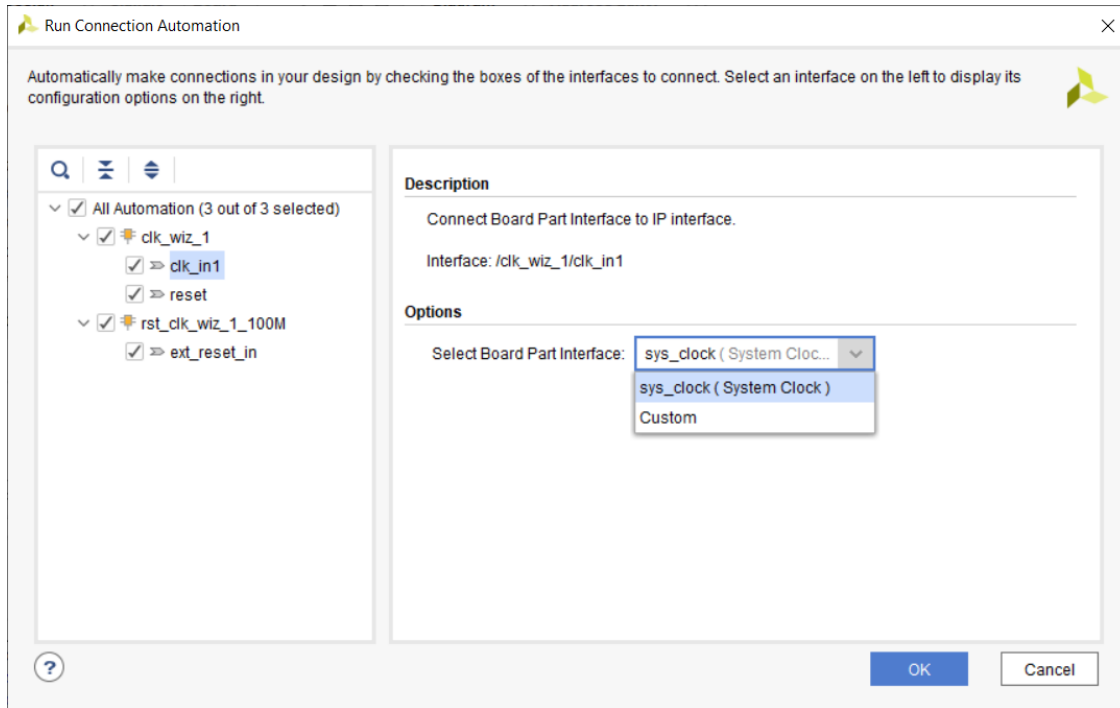 Run Connection Automation
Automatically make connections in your design by checking the boxes of the interfaces to connect. Select an interface on the left to display its
configuration options on the right.
All Automation (3 out of 3 selected)
clk_wiz_1
clk_in1
reset
rst_clk_wiz_1_100M
ext_reset_in
Description
Connect Board Part Interface to IP interface.
Interface: /clk_wiz_1/clk_in1
Options
Select Board Part Interface: sys_clock ( System Cloc...
sys_clock ( System Clock )
Custom
?
OK
Cancel